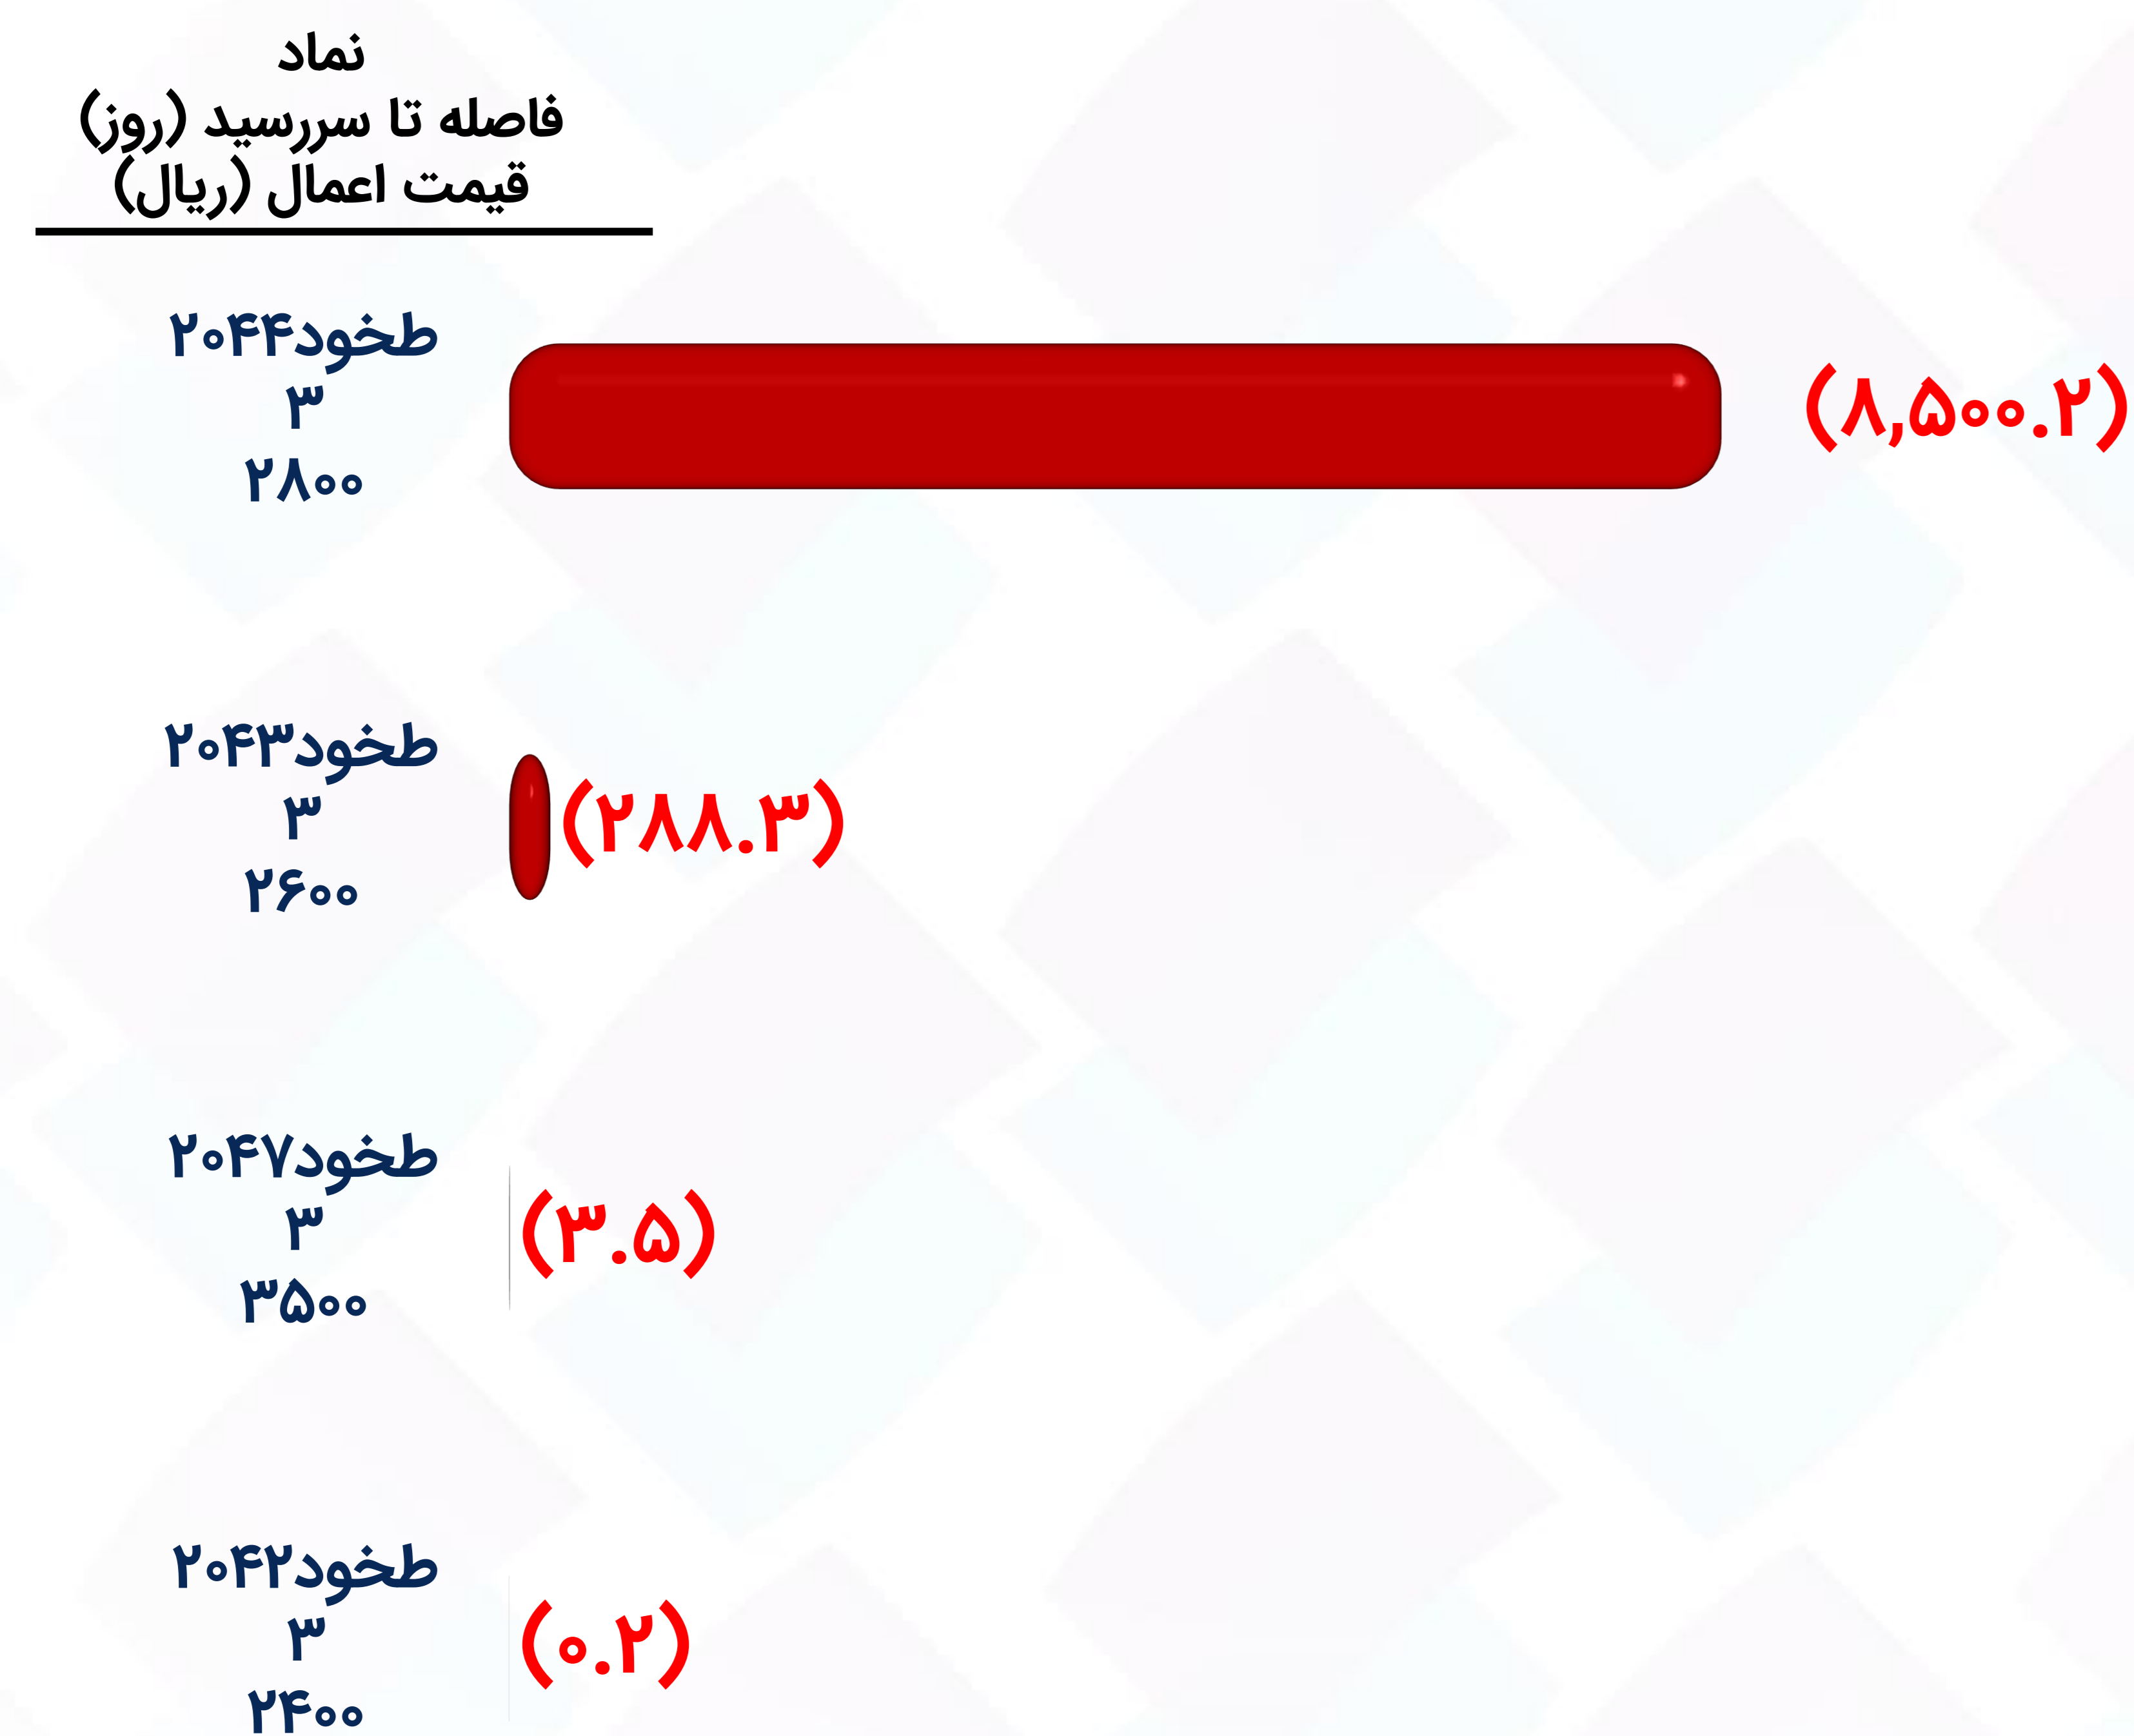 نماد
فاصله تا سررسید (روز)
قیمت اعمال (ریال)
طخود۲۰۴۴
۳
۲۸۰۰
(۸,۵۰۰.۲)
طخود۲۰۴۳
۳
۲۶۰۰
(۲۸۸.۳)
طخود۲۰۴۷
۳
۳۵۰۰
(۳.۵)
طخود۲۰۴۲
۳
۲۴۰۰
(۰.۲)